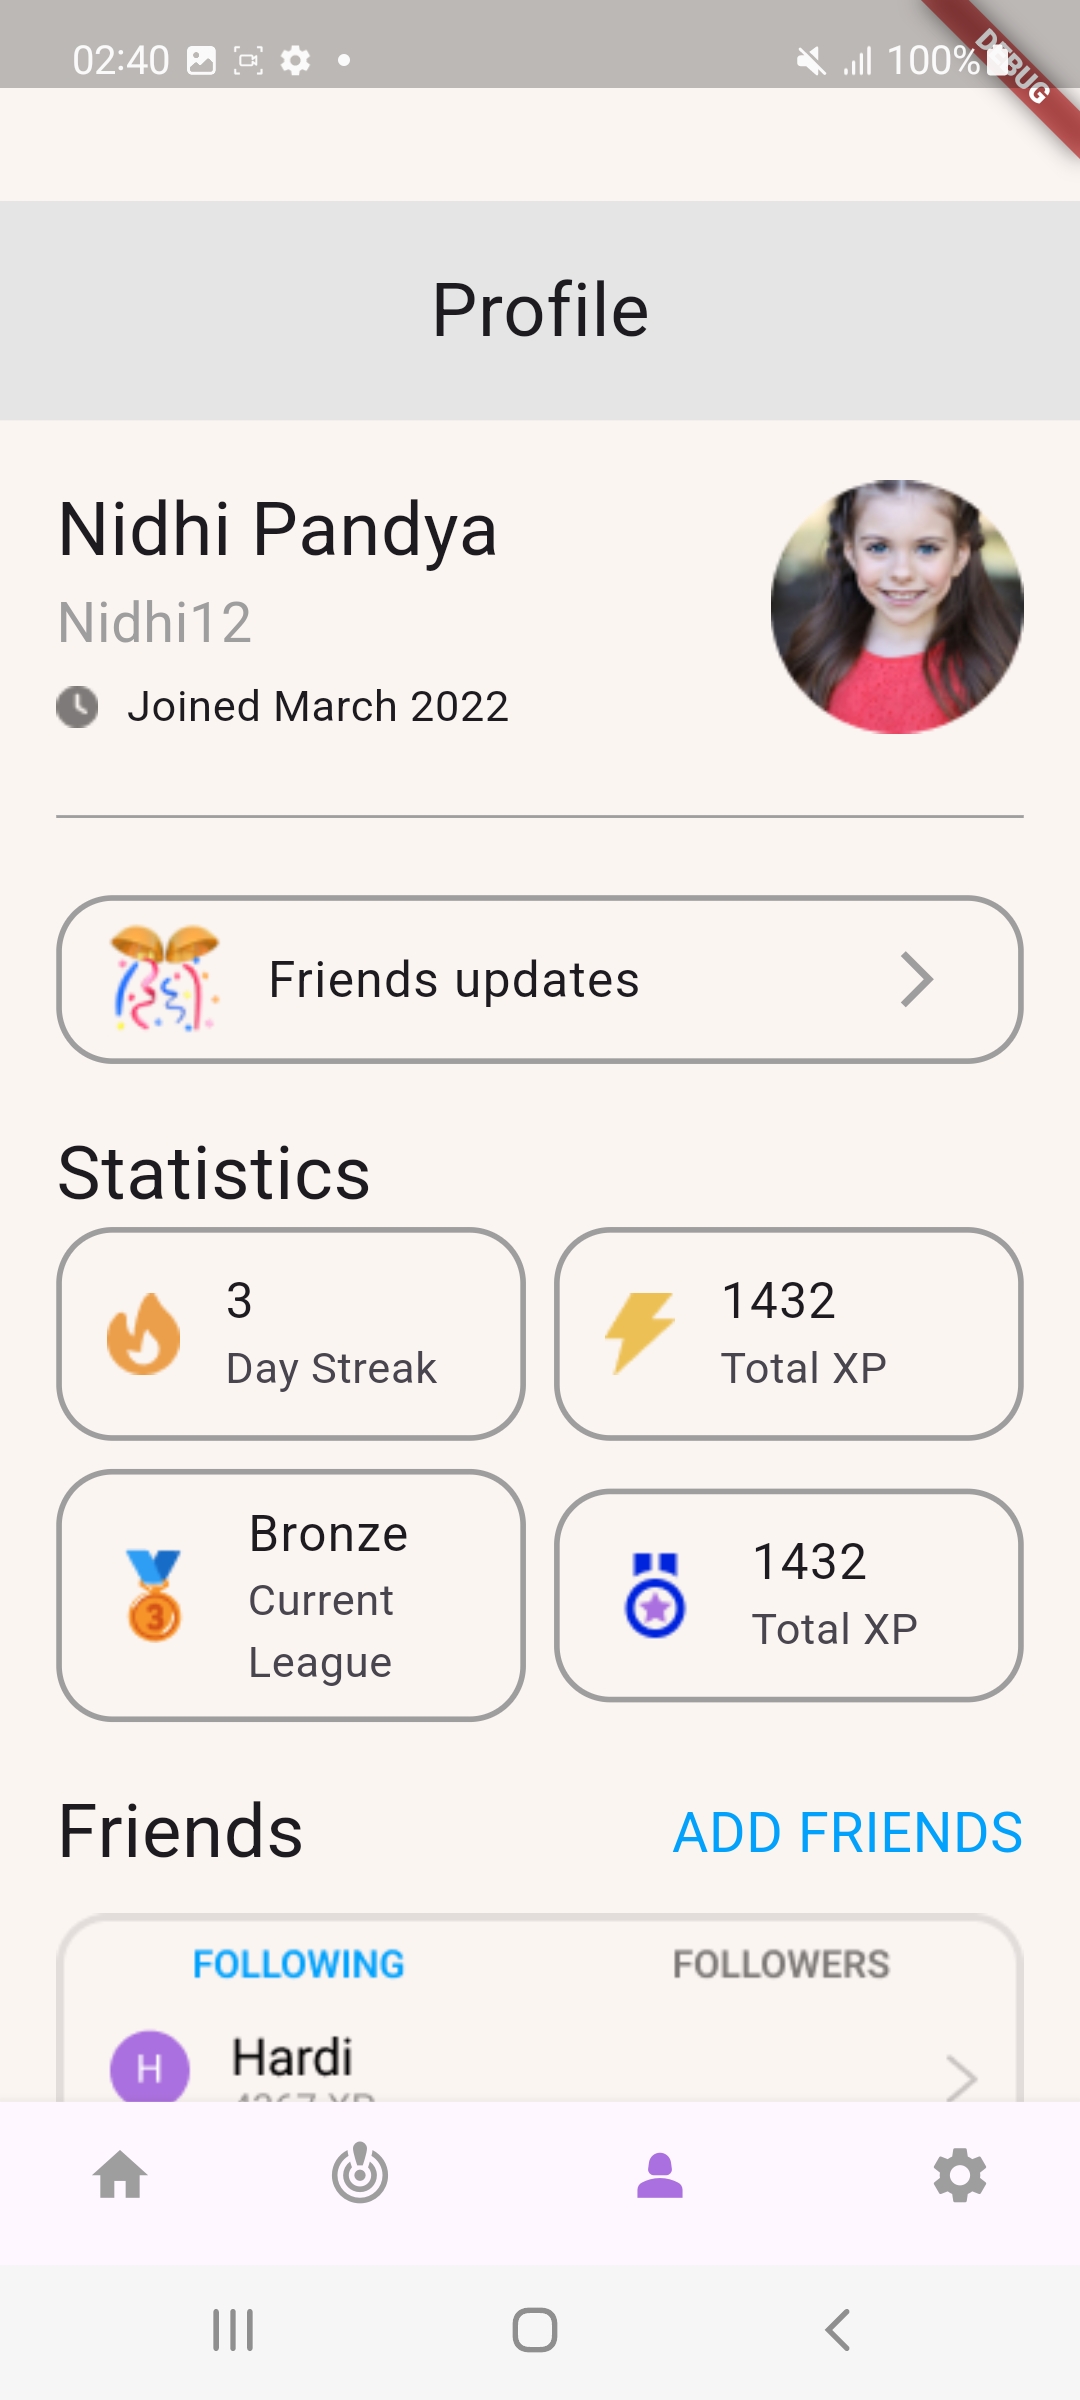 02:40
100%
DEBUG
Profile
Nidhi Pandya
Nidhi12
Joined March 2022
Friends updates
Statistics
3
Day Streak
1432
Total XP
Bronze
Current
League
3
1432
Total XP
Friends
ADD FRIENDS
FOLLOWING
FOLLOWERS
H
Hardi